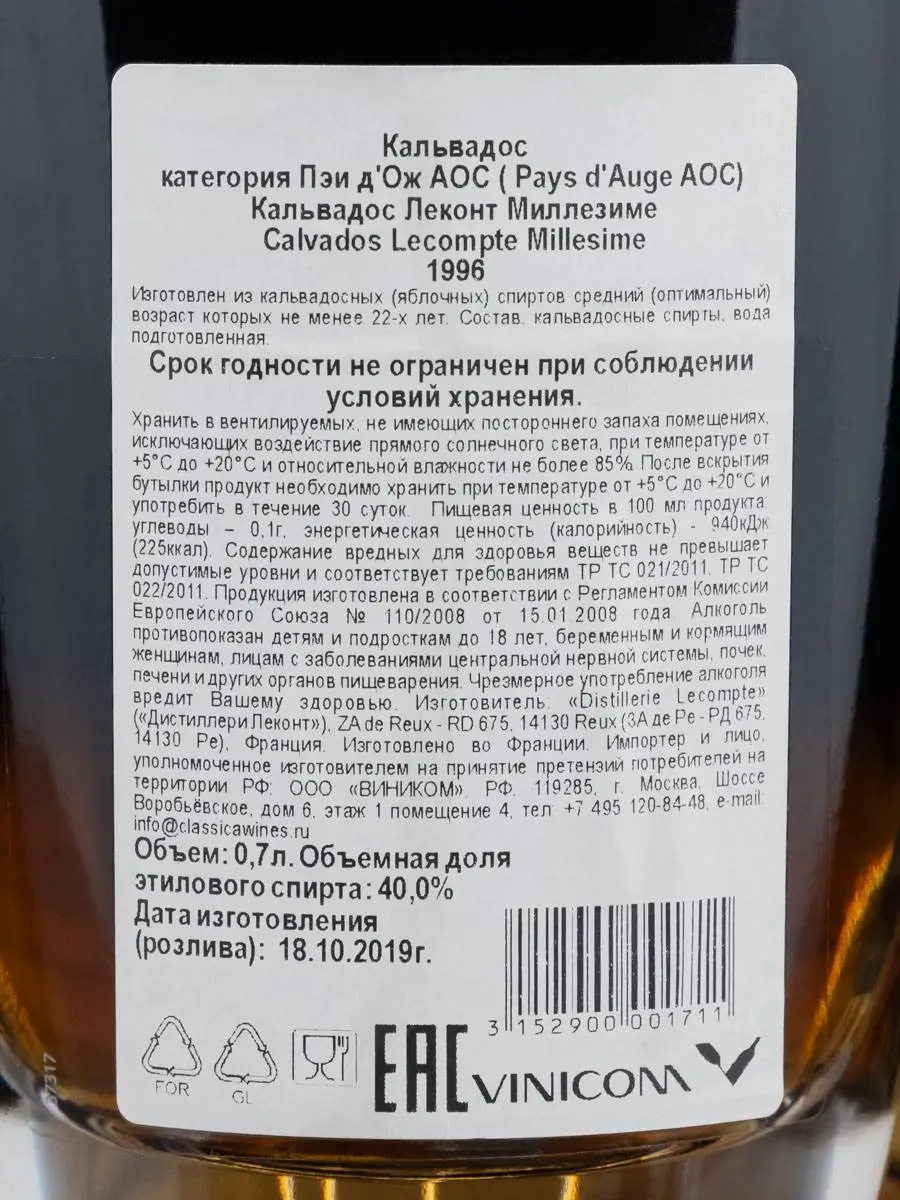 Кальвадос
категория Пэи д'Ож АОС ( Pays d'Auge AOC)
Кальвадос Леконт Миллезиме
Calvados Lecompte Millesime
1996
Изготовлен из кальвадосных (яблочных) спиртов средний (оптимальный)
возраст которых не менее 22-х лет. Состав: кальвадосные спирты, вода
подготовленная.
Срок годности не ограничен при соблюдении
условий хранения.
Хранить в вентилируемых, не имеющих постороннего запаха помещениях,
исключающих воздействие прямого солнечного света, при температуре от
+5°С до +20°С и относительной влажности не более 85%. После вскрытия
бутылки продукт необходимо хранить при температуре от +5°С до +20°С и
употребить в течение 30 суток. Пищевая ценность в 100 мл продукта:
углеводы – 0,1г, энергетическая ценность (калорийность) - 940кДж
(225ккал). Содержание вредных для здоровья веществ не превышает
допустимые уровни и соответствует требованиям ТР ТС 021/2011, ТР ТС
022/2011. Продукция изготовлена в соответствии с Регламентом Комиссии
Европейского Союза № 110/2008 от 15.01.2008 года. Алкоголь
противопоказан детям и подросткам до 18 лет, беременным и кормящим
женщинам, лицам с заболеваниями центральной нервной системы, почек,
печени и других органов пищеварения. Чрезмерное употребление алкоголя
вредит Вашему здоровью. Изготовитель: «Distillerie Lecompte»
(«Дистиллери Леконт»), ZA de Reux - RD 675, 14130 Reux (ЗА де Ре - РД 675,
14130 Ре), Франция. Изготовлено во Франции. Импортер и лицо,
уполномоченное изготовителем на принятие претензий потребителей на
территории РФ: ООО «ВИНИКОМ», РФ, 119285, г. Москва, Шоссе
Воробьёвское, дом 6, этаж 1 помещение 4, тел. +7 495 120-84-48, e-mail:
info@classicawines.ru
Объем: 0,7л. Объемная доля
этилового спирта: 40,0%
Дата изготовления
(розлива): 18.10.2019г.
3 152900 001711
FOR
GL
EAC
VINICOM